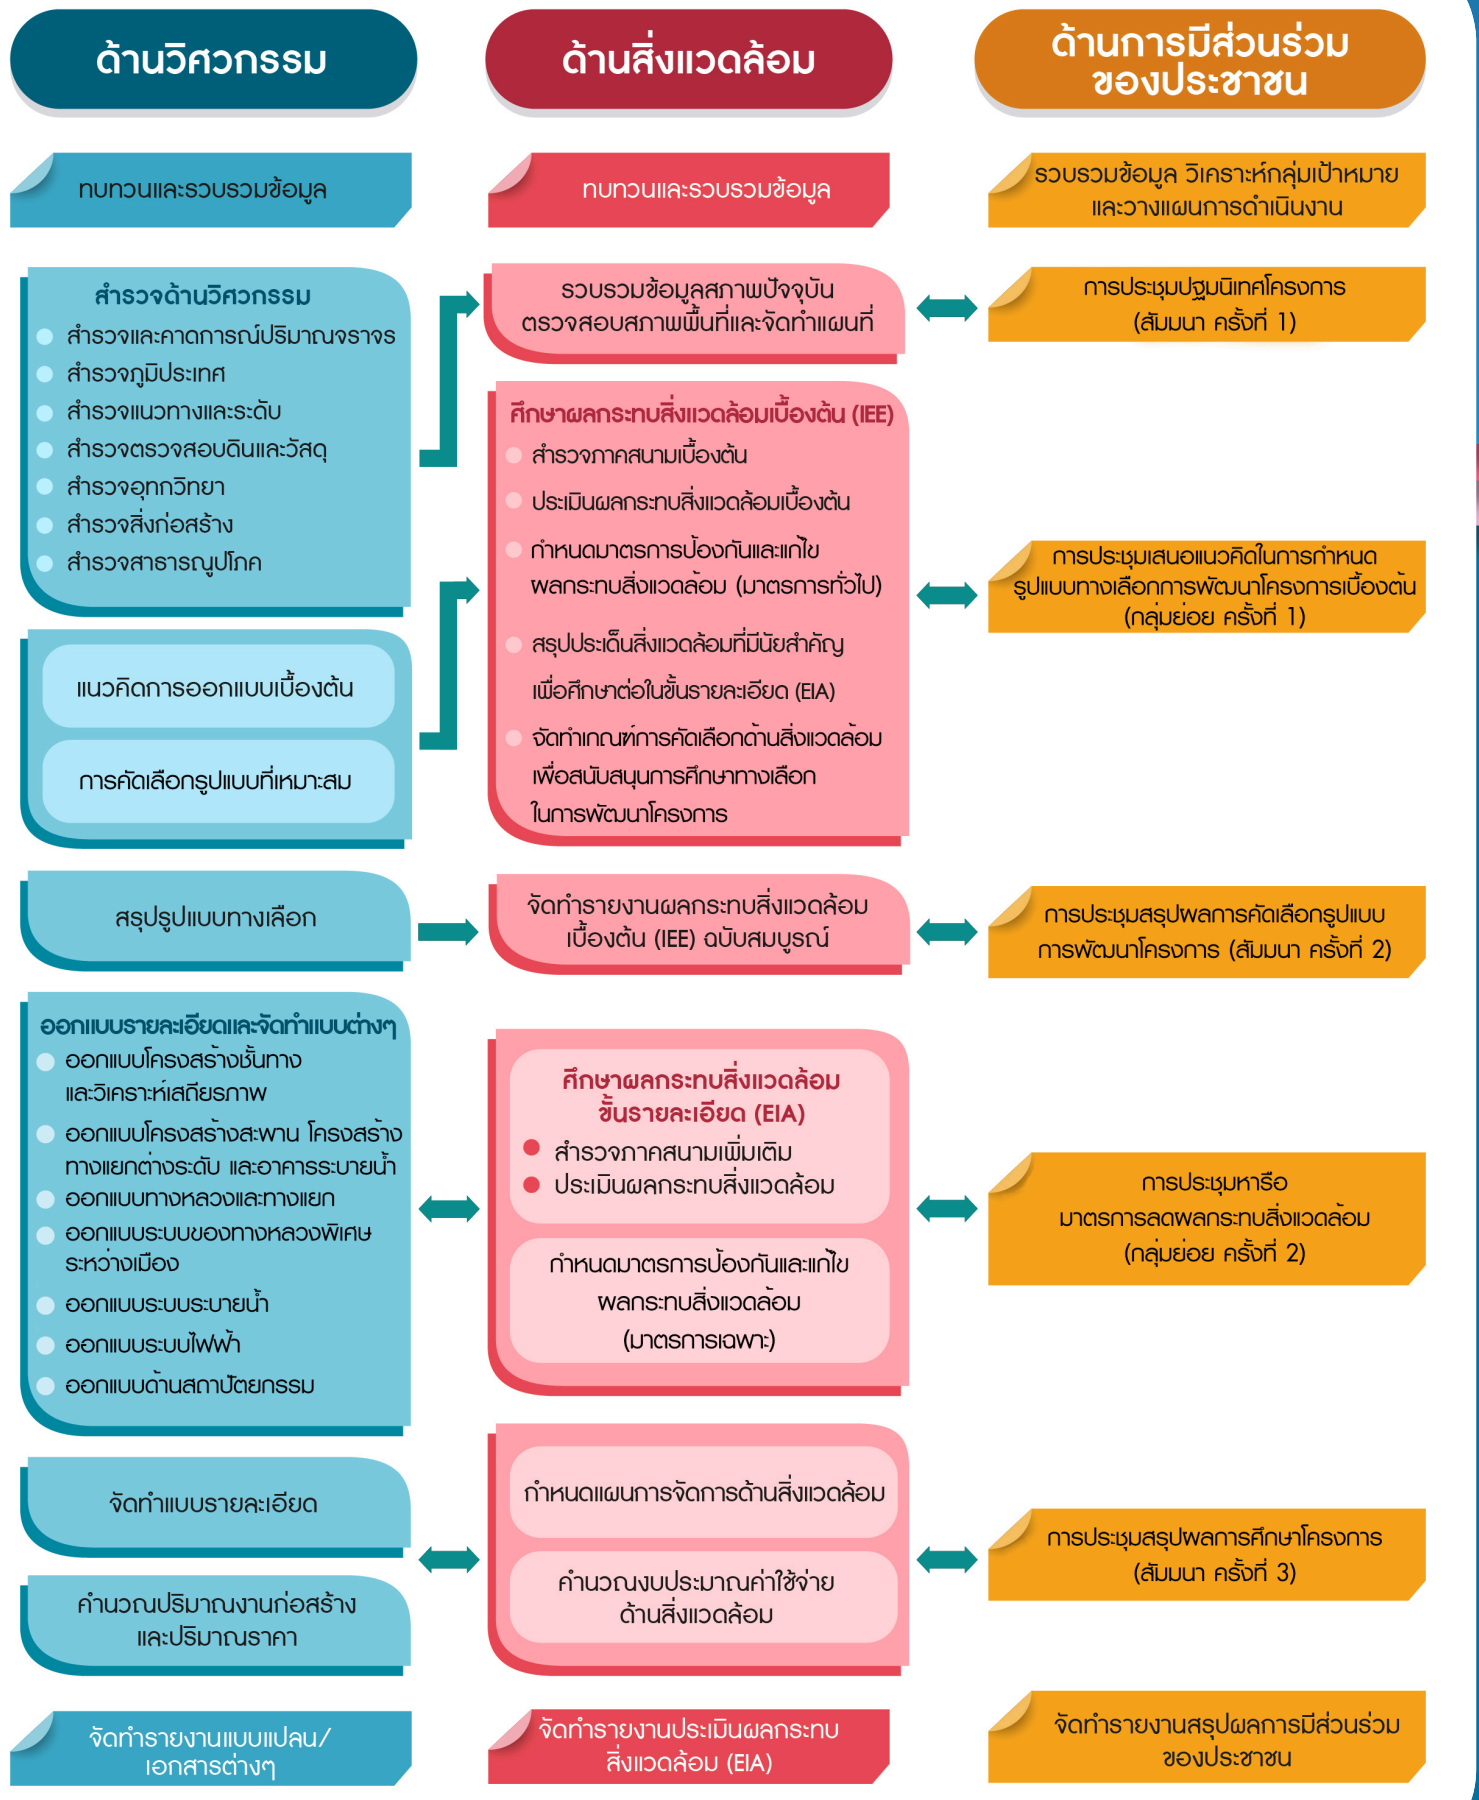 ด้านวิศวกรรม
ทบทวนและรวบรวมข้อมูล
สำรวจด้านวิศวกรรม
สำรวจและคาดการณ์ปริมาณจราจร
สำรวจภูมิประเทศ
สำรวจแนวทางและระดับ
สำรวจตรวจสอบดินและวัสดุ
สำรวจอุทกวิทยา
สำรวจสิ่งก่อสร้าง
สำรวจสาธารณูปโภค
แนวคิดการออกแบบเบื้องต้น
การคัดเลือกรูปแบบที่เหมาะสม
สรุปรูปแบบทางเลือก
ออกแบบรายละเอียดและจัดทำแบบต่างๆ
ออกแบบโครงสร้างชั้นทาง
และวิเคราะห์เสถียรภาพ
ออกแบบโครงสร้างสะพาน โครงสร้าง
ทางแยกต่างระดับ และอาคารระบายน้ำ
ออกแบบทางหลวงและทางแยก
ออกแบบระบบของทางหลวงพิเศษ
ระหว่างเมือง
ออกแบบระบบระบายน้ำ
ออกแบบระบบไฟฟ้า
ออกแบบด้านสถาปัตยกรรม
จัดทำแบบรายละเอียด
คำนวณปริมาณงานก่อสร้าง
และปริมาณราคา
จัดทำรายงานแบบแปลน/
เอกสารต่างๆ
ด้านสิ่งแวดล้อม
ทบทวนและรวบรวมข้อมูล
รวบรวมข้อมูลสภาพปัจจุบัน
ตรวจสอบสภาพพื้นที่และจัดทำแผนที่
ศึกษาผลกระทบสิ่งแวดล้อมเบื้องต้น (IEE)
สำรวจภาคสนามเบื้องต้น
ประเมินผลกระทบสิ่งแวดล้อมเบื้องต้น
กำหนดมาตรการป้องกันและแก้ไข
ผลกระทบสิ่งแวดล้อม (มาตรการทั่วไป)
สรุปประเด็นสิ่งแวดล้อมที่มีนัยสำคัญ
เพื่อศึกษาต่อในขั้นรายละเอียด (EIA)
จัดทำเกณฑ์การคัดเลือกด้านสิ่งแวดล้อม
เพื่อสนับสนุนการศึกษาทางเลือก
ในการพัฒนาโครงการ
จัดทำรายงานผลกระทบสิ่งแวดล้อม
เบื้องต้น (IEE) ฉบับสมบูรณ์
ศึกษาผลกระทบสิ่งแวดล้อม
ขั้นรายละเอียด (EIA)
สำรวจภาคสนามเพิ่มเติม
ประเมินผลกระทบสิ่งแวดล้อม
กำหนดมาตรการป้องกันและแก้ไข
ผลกระทบสิ่งแวดล้อม
(มาตรการเฉพาะ)
กำหนดแผนการจัดการด้านสิ่งแวดล้อม
คำนวณงบประมาณค่าใช้จ่าย
ด้านสิ่งแวดล้อม
จัดทำรายงานประเมินผลกระทบ
สิ่งแวดล้อม (EIA)
ด้านการมีส่วนร่วม
ของประชาชน
รวบรวมข้อมูล วิเคราะห์กลุ่มเป้าหมาย
และวางแผนการดำเนินงาน
การประชุมปฐมนิเทศโครงการ
(สัมมนา ครั้งที่ 1)
การประชุมเสนอแนวคิดในการกำหนด
รูปแบบทางเลือกการพัฒนาโครงการเบื้องต้น
(กลุ่มย่อย ครั้งที่ 1)
การประชุมสรุปผลการคัดเลือกรูปแบบ
การพัฒนาโครงการ (สัมมนา ครั้งที่ 2)
การประชุมหารือ
มาตรการลดผลกระทบสิ่งแวดล้อม
(กลุ่มย่อย ครั้งที่ 2)
การประชุมสรุปผลการศึกษาโครงการ
(สัมมนา ครั้งที่ 3)
จัดทำรายงานสรุปผลการมีส่วนร่วม
ของประชาชน